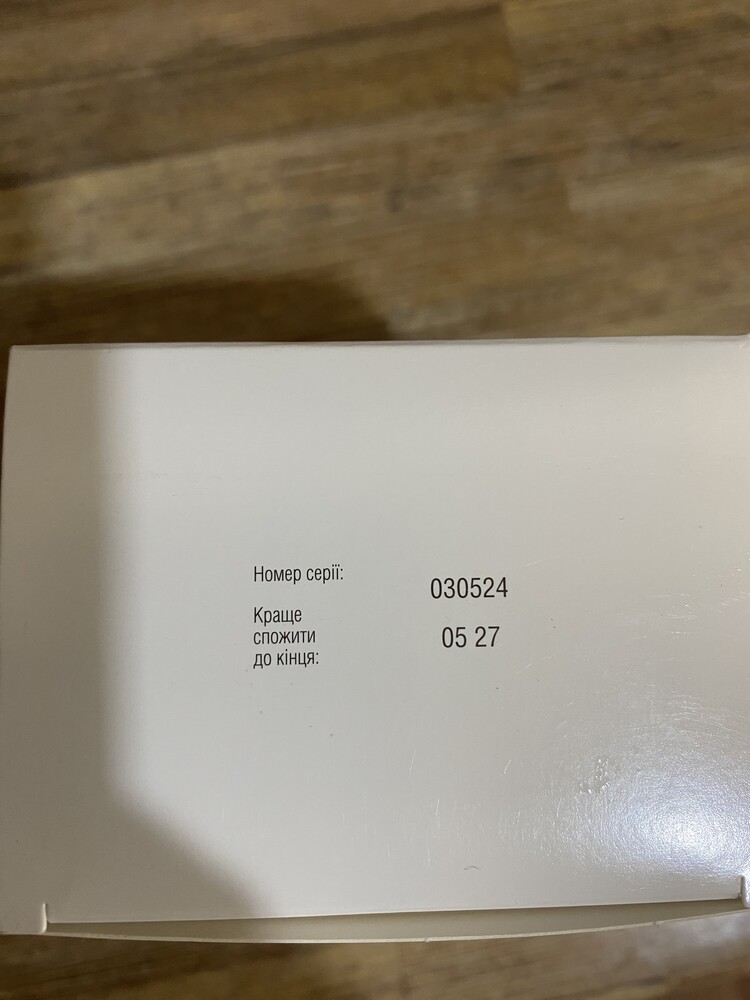 Номер серії:
030524
Краще
спожити
до кінця:
05 27